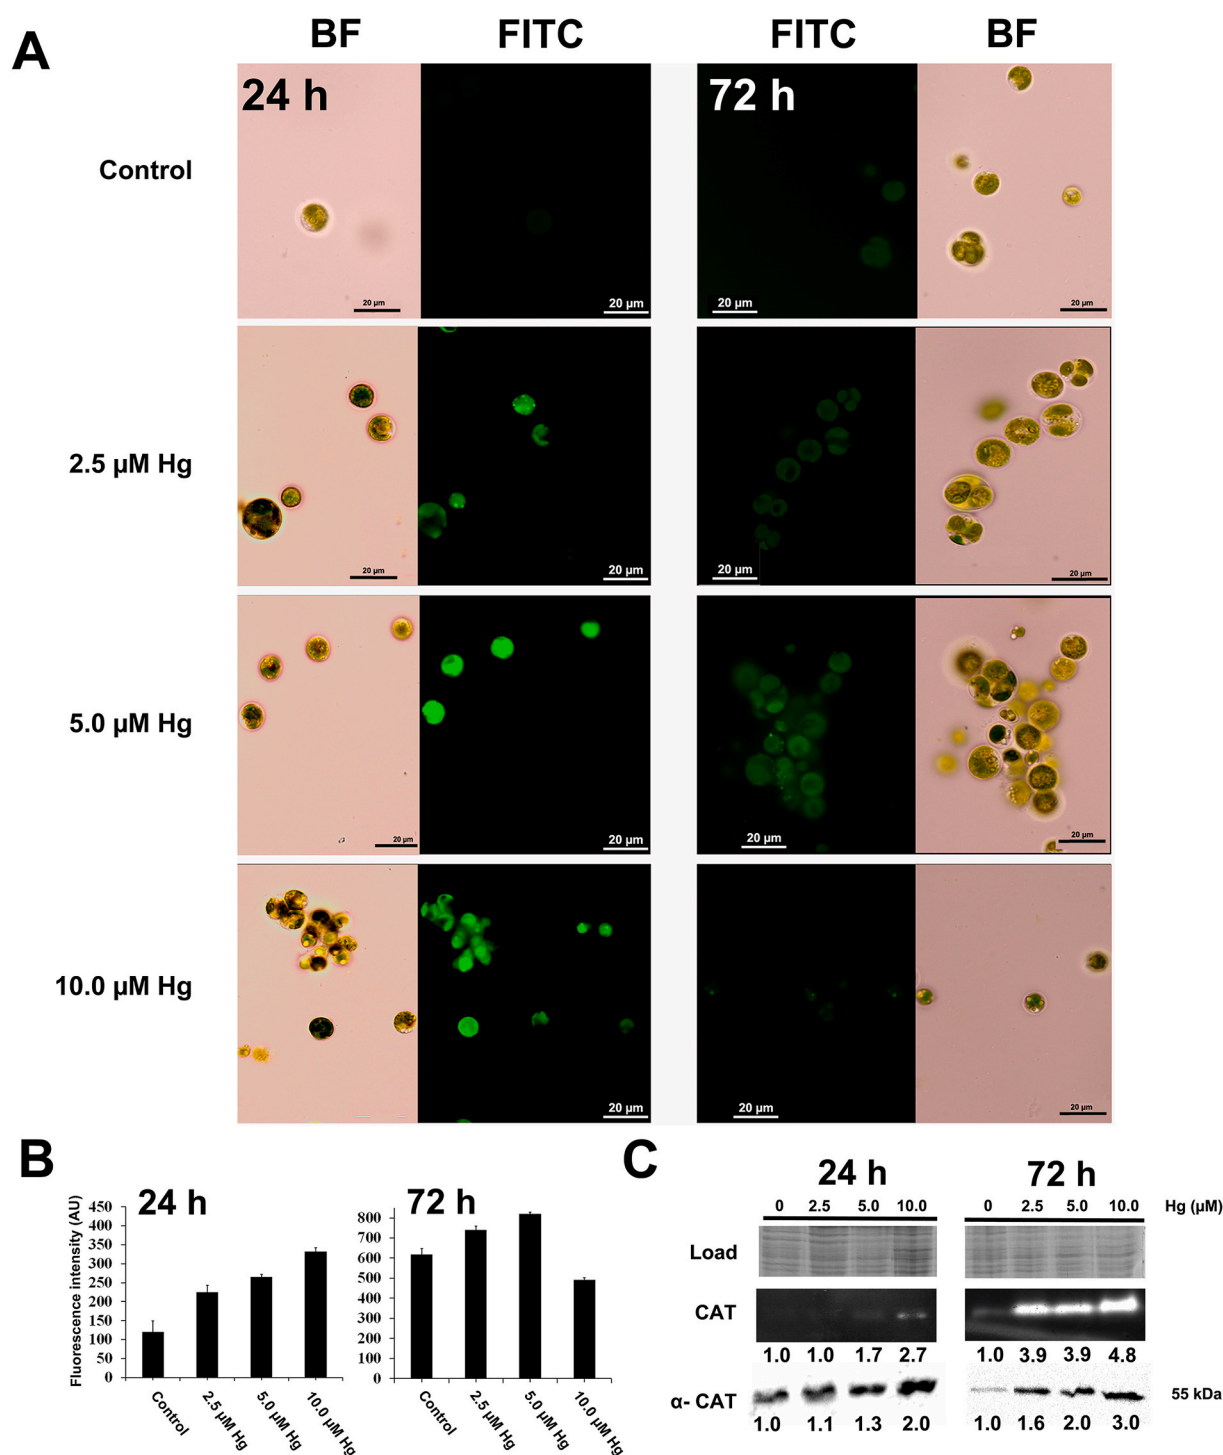 A
BF FITC FITC BF
24 h 72 h
Control
20 µm 20 µm 20 µm 20 µm
2.5 µM Hg
20 µm 20 µm 20 µm 20 µm
5.0 µM Hg
20 µm 20 µm 20 µm 20 µm
10.0 µM Hg
20 µm 20 µm 20 µm
B
24 h 72 h
Fluorescence intensity (AU)
450
400
350
300
250
200
150
100
50
0
Control 2.5 µM Hg 5.0 µM Hg 10.0 µM Hg
800
700
600
500
400
300
200
100
0
Control 2.5 µM Hg 5.0 µM Hg 10.0 µM Hg
C
24 h 72 h
0 2.5 5.0 10.0 0 2.5 5.0 10.0 Hg (µM)
Load
CAT
1.0 1.0 1.7 2.7 1.0 3.9 3.9 4.8
α- CAT 55 kDa
1.0 1.1 1.3 2.0 1.0 1.6 2.0 3.0